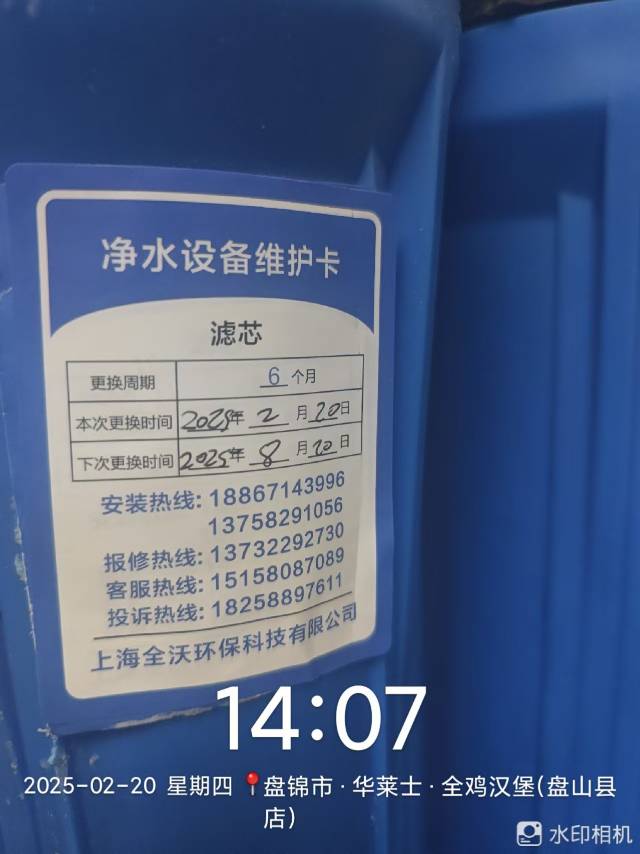 净水设备维护卡
滤芯
更换周期 6 个月
本次更换时间 2025年 2 月 20日
下次更换时间 2025年 8 月 20日
安装热线: 18867143996
13758291056
报修热线: 13732292730
客服热线: 15158087089
投诉热线: 18258897611
上海全沃环保科技有限公司
14:07
2025-02-20 星期四 📍盘锦市·华莱士·全鸡汉堡(盘山县
店)
水印相机